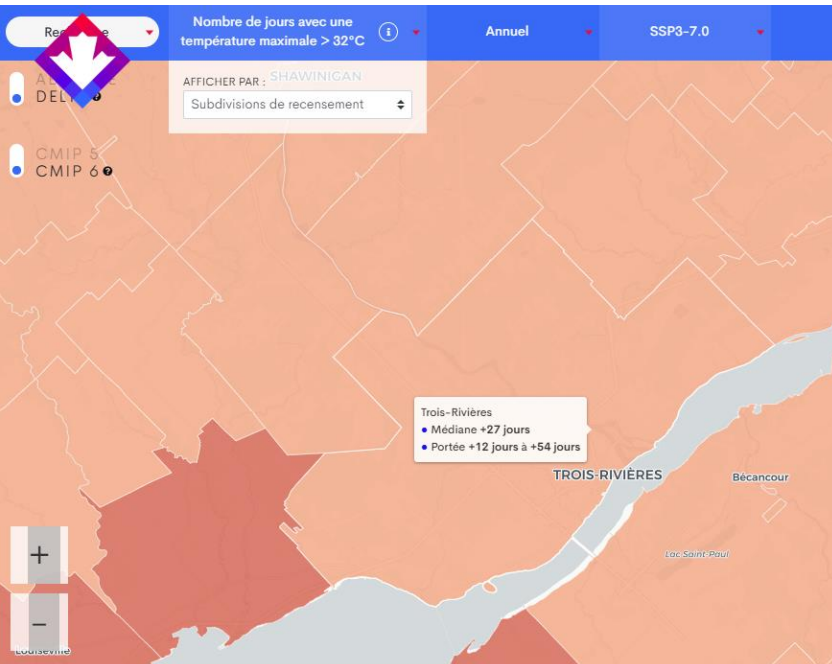 Nombre de jours avec une
température maximale > 32°C
i
Annuel
SSP3-7.0
AFFICHER PAR :
SHAWINIGAN
Subdivisions de recensement
CMIP 5
CMIP 6
Trois-Rivières
• Médiane +27 jours
• Portée +12 jours à +54 jours
TROIS-RIVIÈRES
Bécancour
Lac Saint-Paul
+
−
Louiseville